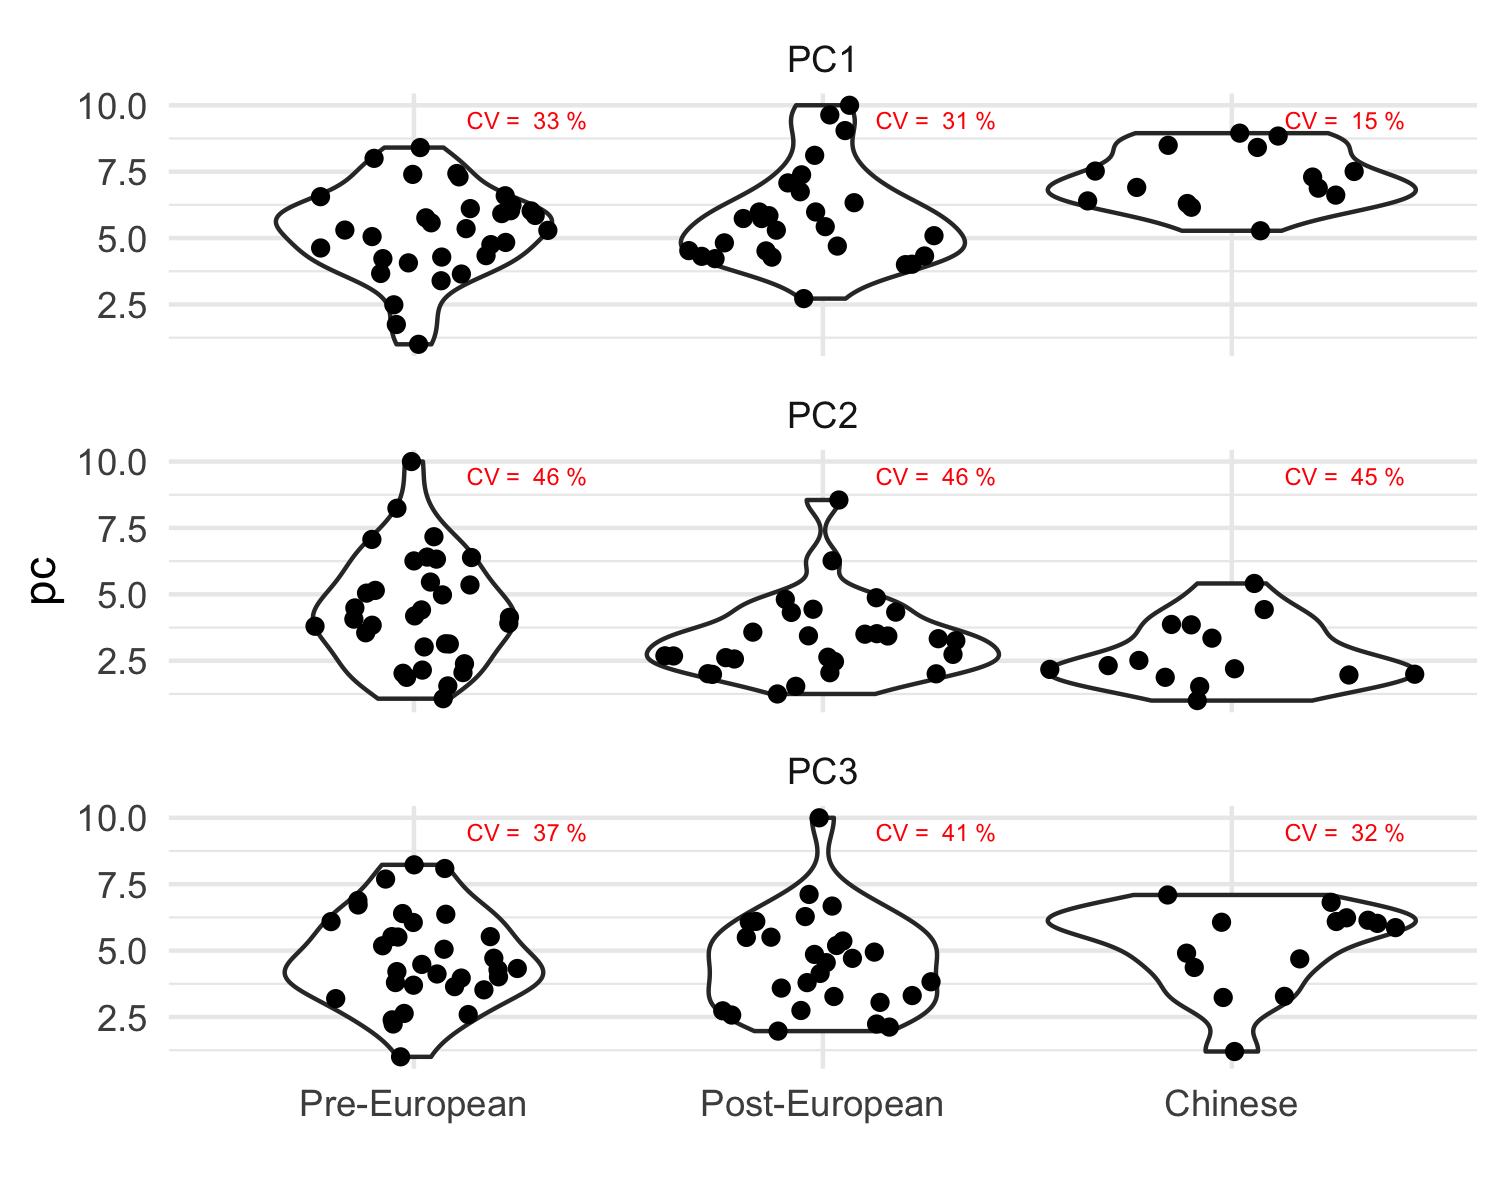 PC1
10.0
7.5
5.0
2.5
CV = 33 %
CV = 31 %
CV = 15 %
PC2
10.0
7.5
5.0
2.5
CV = 46 %
CV = 46 %
CV = 45 %
pc
PC3
10.0
7.5
5.0
2.5
CV = 37 %
CV = 41 %
CV = 32 %
Pre-European
Post-European
Chinese